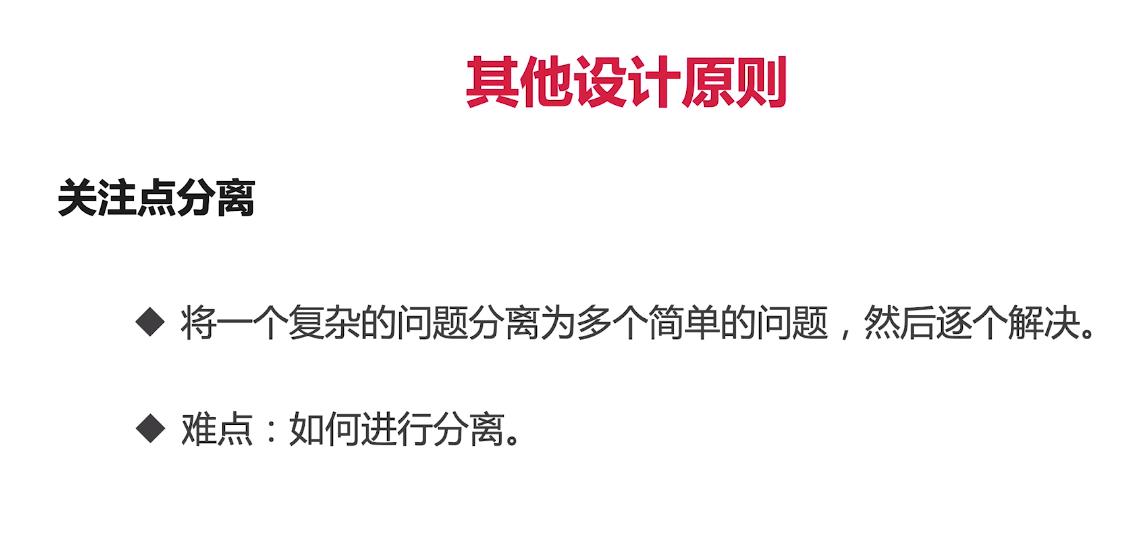 其他设计原则
关注点分离
◆ 将一个复杂的问题分离为多个简单的问题，然后逐个解决。
◆ 难点：如何进行分离。